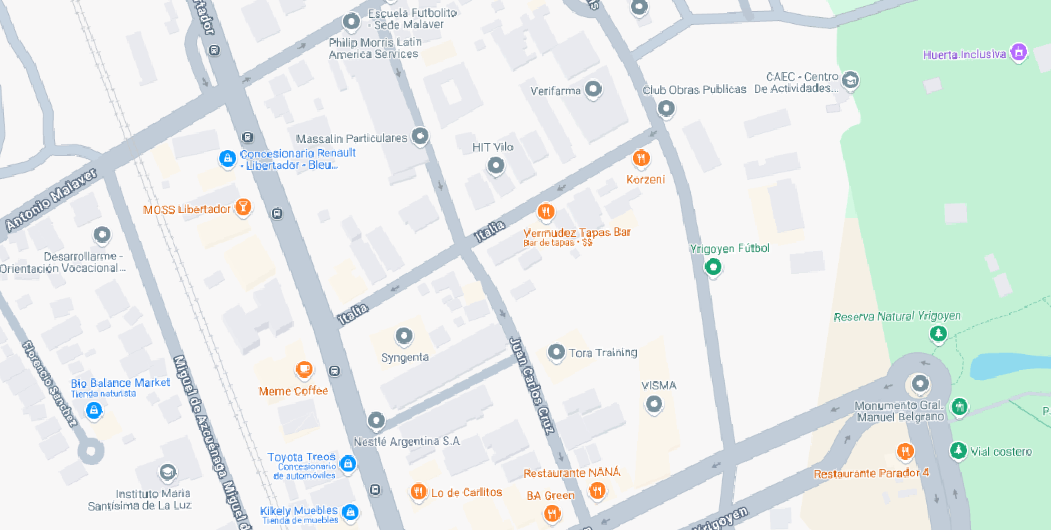 Escuela Futbolito
- Sede Malaver
Philip Morris Latin
America Services
Huerta Inclusiva
CAEC - Centro
De Actividades...
Verifarma
Club Obras Publicas
Massalin Particulares
HIT Vilo
Concesionario Renault
- Libertador - Bleu...
Korzeni
Antonio Malaver
MOSS Libertador
Italia
Vermudez Tapas Bar
Bar de tapas • $$
Desarrollarme -
Orientación Vocacional...
Yrigoyen Fútbol
Italia
Reserva Natural Yrigoyen
Syngenta
Juan Carlos Cruz
Tora Training
Florencio Sanchez
Miguel de Azcuénaga
Miguel de
Bio Balance Market
Tienda naturista
Meme Coffee
VISMA
Monumento Gral.
Manuel Belgrano
Nestlé Argentina S.A
Vial costero
Toyota Treos
Concesionario
de automóviles
Restaurante NANÁ
Restaurante Parador 4
Instituto Maria
Santísima de La Luz
Lo de Carlitos
BA Green
Kikely Muebles
Tienda de muebles
Yrigoyen